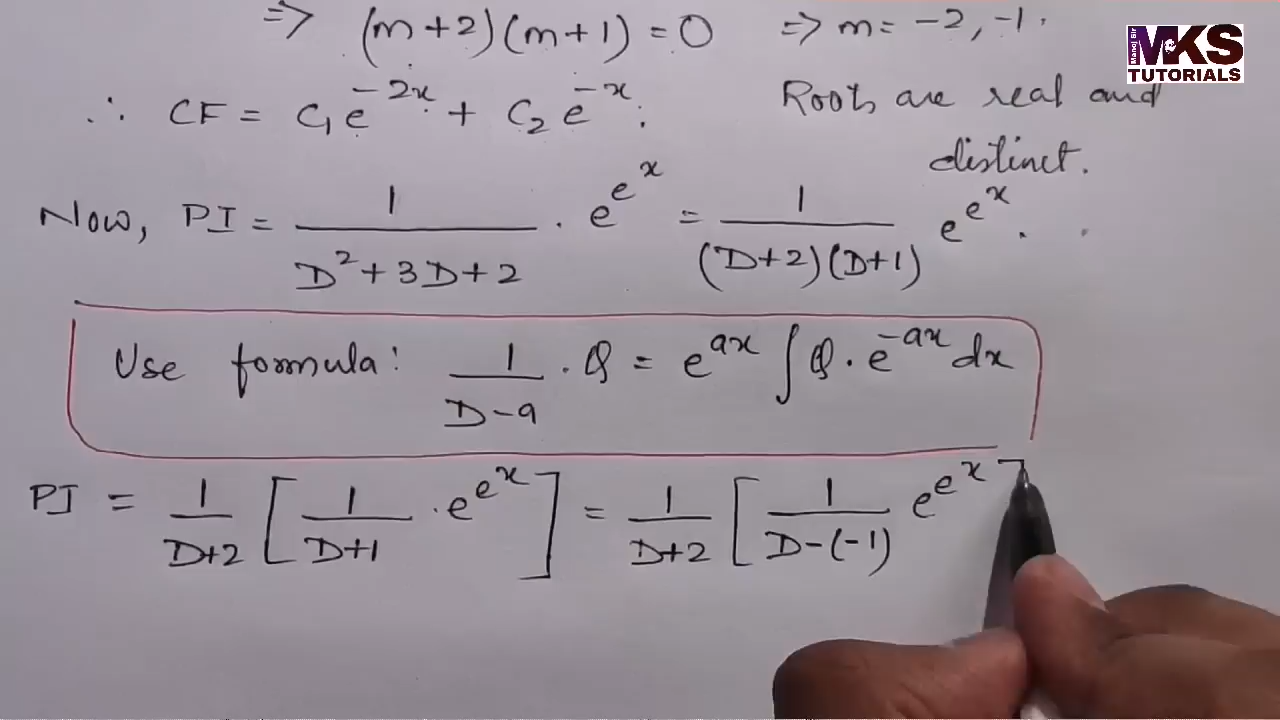 ⇒ (m+2)(m+1) = 0 ⇒ m = -2, -1.
Manoj Sir
MKS
TUTORIALS
∴ CF = C₁e^{-2x} + C₂e^{-x}.
Roots are real and
distinct.
Now, PI = 1/(D²+3D+2) · e^{e^x} = 1/((D+2)(D+1)) e^{e^x}.
Use formula: 1/(D-a) · Q = e^{ax} ∫ Q · e^{-ax} dx
PI = 1/(D+2) [1/(D+1) · e^{e^x}] = 1/(D+2) [1/(D-(-1)) e^{e^x}]